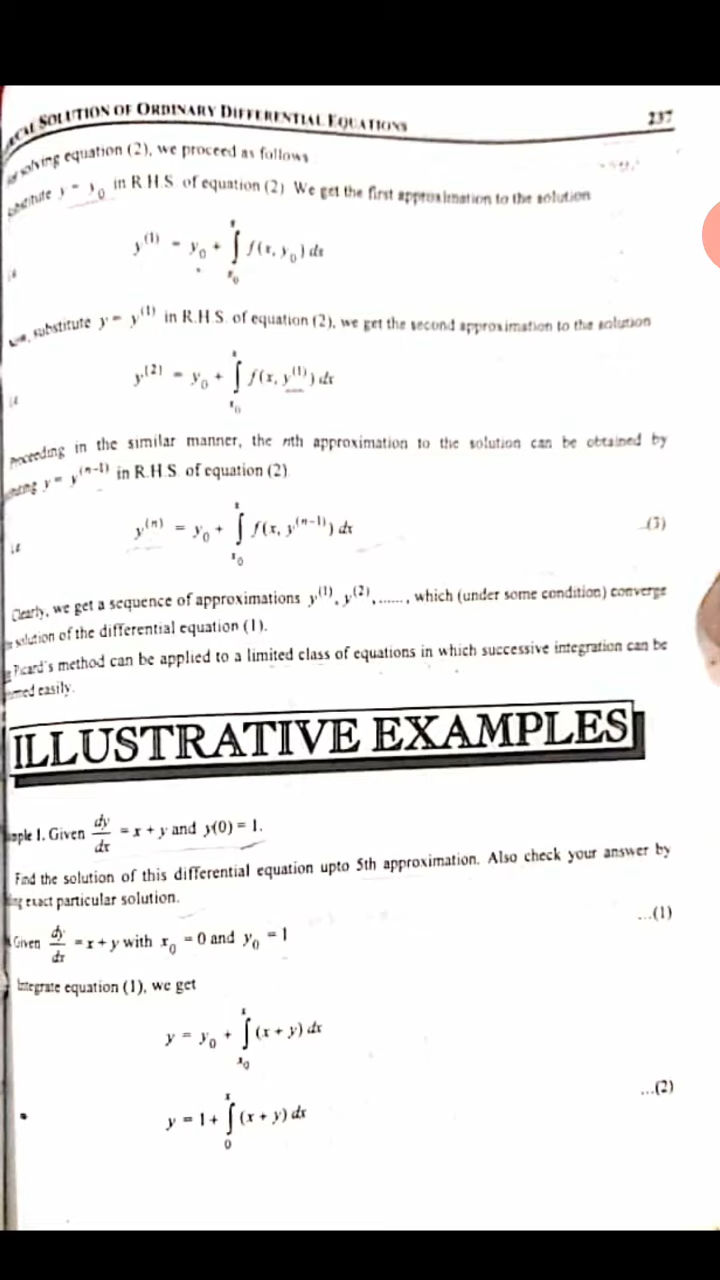 SOLUTION OF ORDINARY DIFFERENTIAL EQUATIONS 237
solving equation (2), we proceed as follows
y = y₀ in R.H.S. of equation (2) We get the first approximation to the solution
y⁽¹⁾ = y₀ + ∫ₓ₀ˣ f(x, y₀) dx
substitute y = y⁽¹⁾ in R.H.S. of equation (2), we get the second approximation to the solution
y⁽²⁾ = y₀ + ∫ₓ₀ˣ f(x, y⁽¹⁾) dx
Proceeding in the similar manner, the nth approximation to the solution can be obtained by
y = y⁽ⁿ⁻¹⁾ in R.H.S. of equation (2)
i.e. y⁽ⁿ⁾ = y₀ + ∫ₓ₀ˣ f(x, y⁽ⁿ⁻¹⁾) dx ...(3)
Clearly, we get a sequence of approximations y⁽¹⁾, y⁽²⁾, ......, which (under some condition) converge
solution of the differential equation (1).
Picard's method can be applied to a limited class of equations in which successive integration can be
easily.
ILLUSTRATIVE EXAMPLES
1. Given dy/dx = x + y and y(0) = 1.
Find the solution of this differential equation upto 5th approximation. Also check your answer by
exact particular solution.
Given dy/dx = x + y with x₀ = 0 and y₀ = 1 ...(1)
Integrate equation (1), we get
y = y₀ + ∫ₓ₀ˣ (x + y) dx
y = 1 + ∫₀ˣ (x + y) dx ...(2)